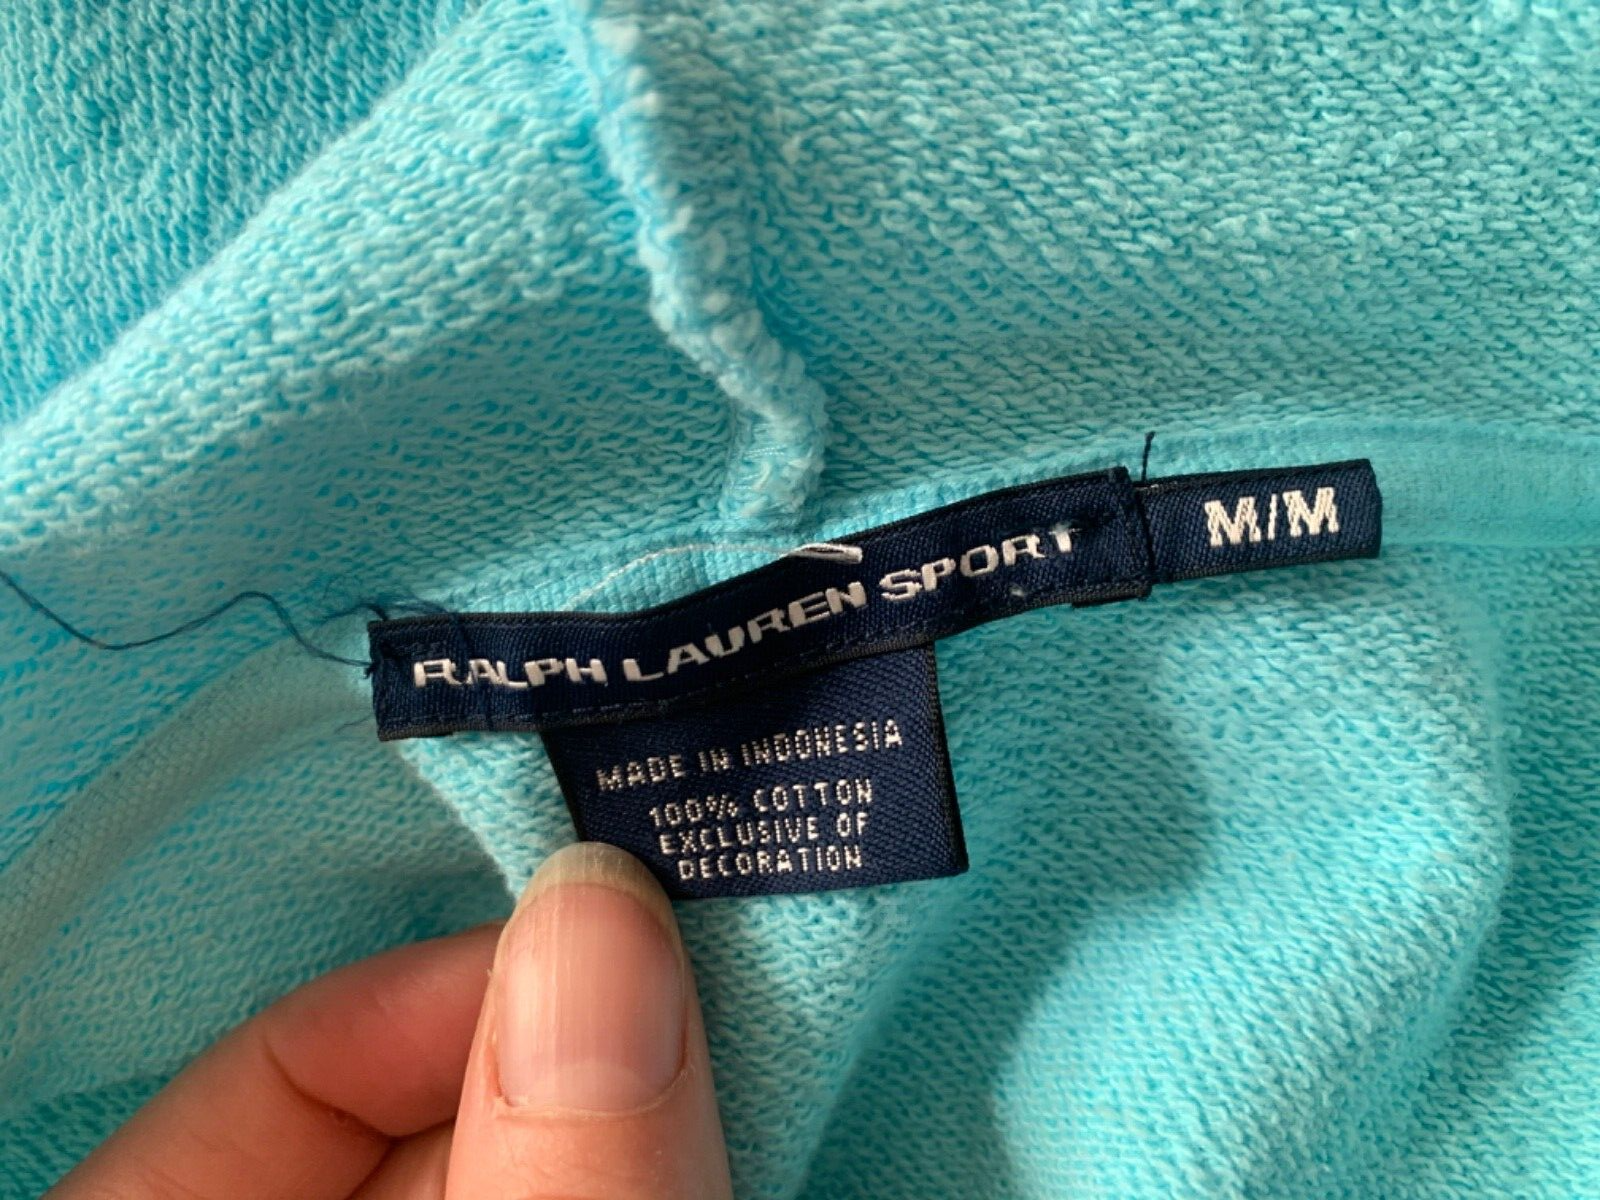 RALPH LAUREN SPORT
M/M
MADE IN INDONESIA
100% COTTON
EXCLUSIVE OF
DECORATION